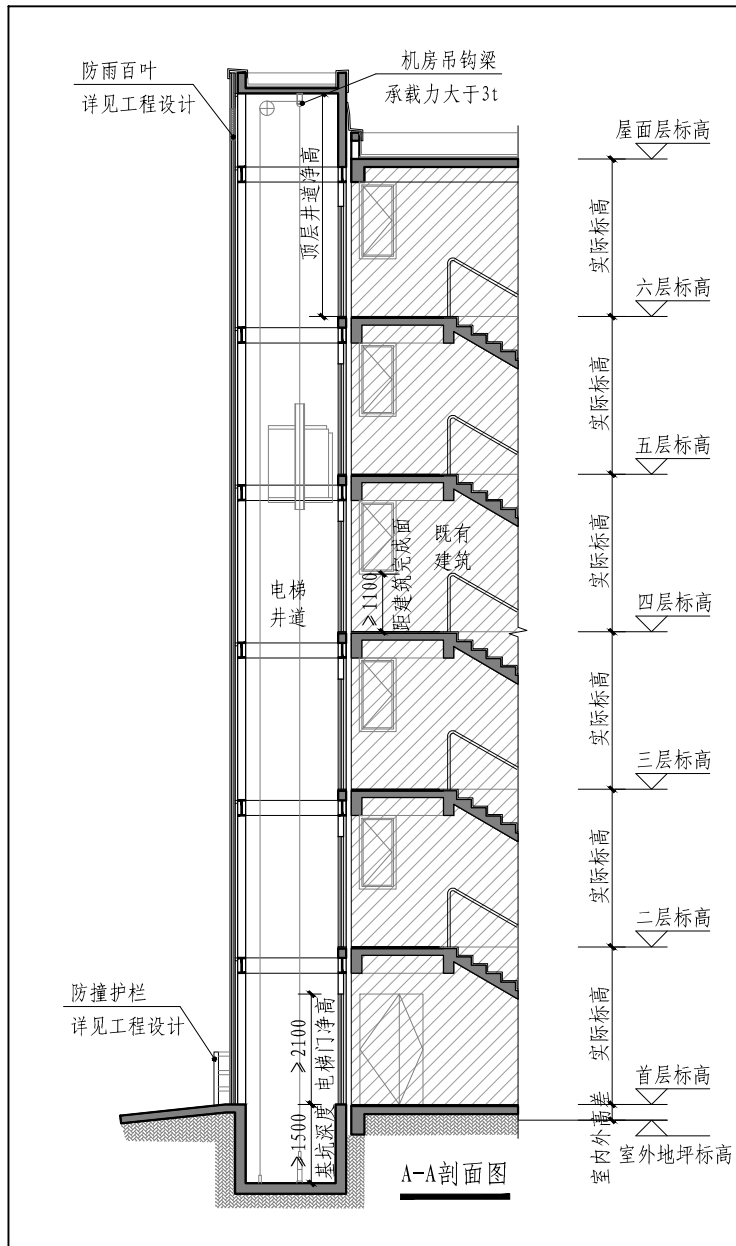 防雨百叶
详见工程设计
机房吊钩梁
承载力大于3t
屋面层标高
顶层井道净高
实际标高
六层标高
实际标高
五层标高
既有
建筑
≥1100
距建筑完成面
电梯
井道
实际标高
四层标高
实际标高
三层标高
实际标高
二层标高
防撞护栏
详见工程设计
≥2100
电梯门净高
实际标高
首层标高
≥1500
基坑深度
室内外高差
室外地坪标高
A-A剖面图